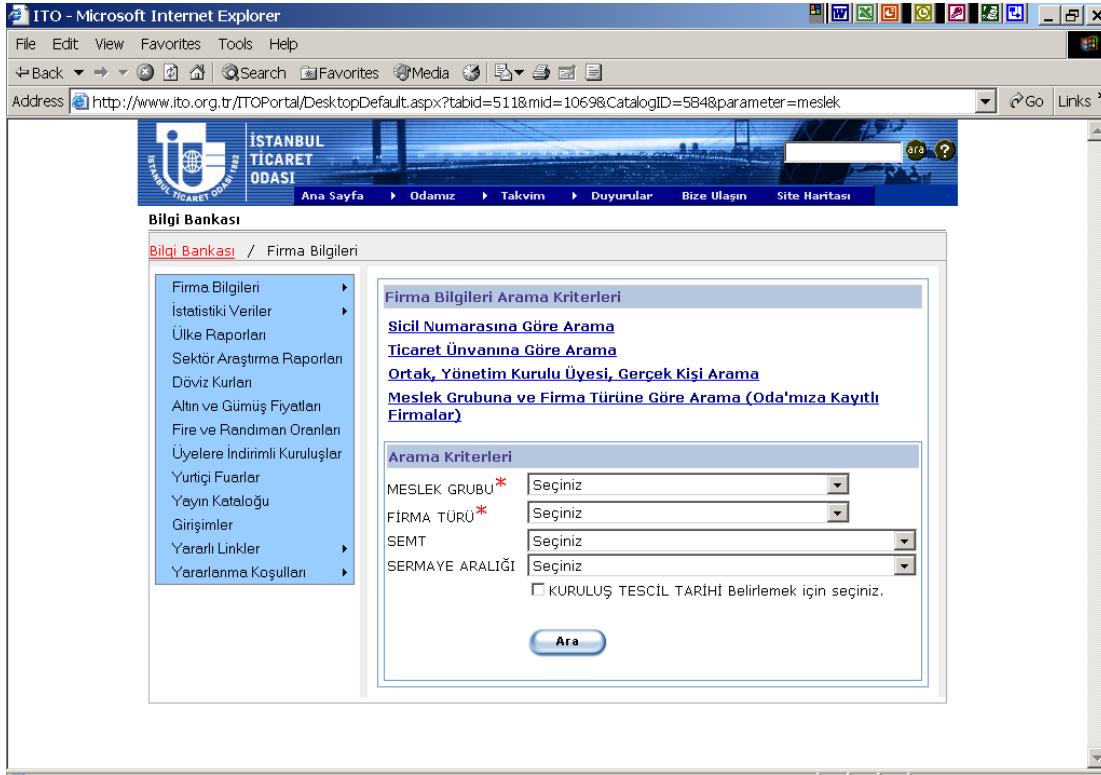 ITO - Microsoft Internet Explorer
File Edit View Favorites Tools Help
Back Search Favorites Media
Address http://www.ito.org.tr/ITOPortal/DesktopDefault.aspx?tabid=511&mid=1069&CatalogID=584&parameter=meslek Go Links
İSTANBUL
TİCARET
ODASI
İSTANBUL TİCARET ODASI 1882
ara ?
Ana Sayfa Odamız Takvim Duyurular Bize Ulaşın Site Haritası
Bilgi Bankası
Bilgi Bankası / Firma Bilgileri
Firma Bilgileri
İstatistiki Veriler
Ülke Raporları
Sektör Araştırma Raporları
Döviz Kurları
Altın ve Gümüş Fiyatları
Fire ve Randıman Oranları
Üyelere İndirimli Kuruluşlar
Yurtiçi Fuarlar
Yayın Kataloğu
Girişimler
Yararlı Linkler
Yararlanma Koşulları
Firma Bilgileri Arama Kriterleri
Sicil Numarasına Göre Arama
Ticaret Ünvanına Göre Arama
Ortak, Yönetim Kurulu Üyesi, Gerçek Kişi Arama
Meslek Grubuna ve Firma Türüne Göre Arama (Oda'mıza Kayıtlı
Firmalar)
Arama Kriterleri
MESLEK GRUBU* Seçiniz
FİRMA TÜRÜ* Seçiniz
SEMT Seçiniz
SERMAYE ARALIĞI Seçiniz
KURULUŞ TESCİL TARİHİ Belirlemek için seçiniz.
Ara